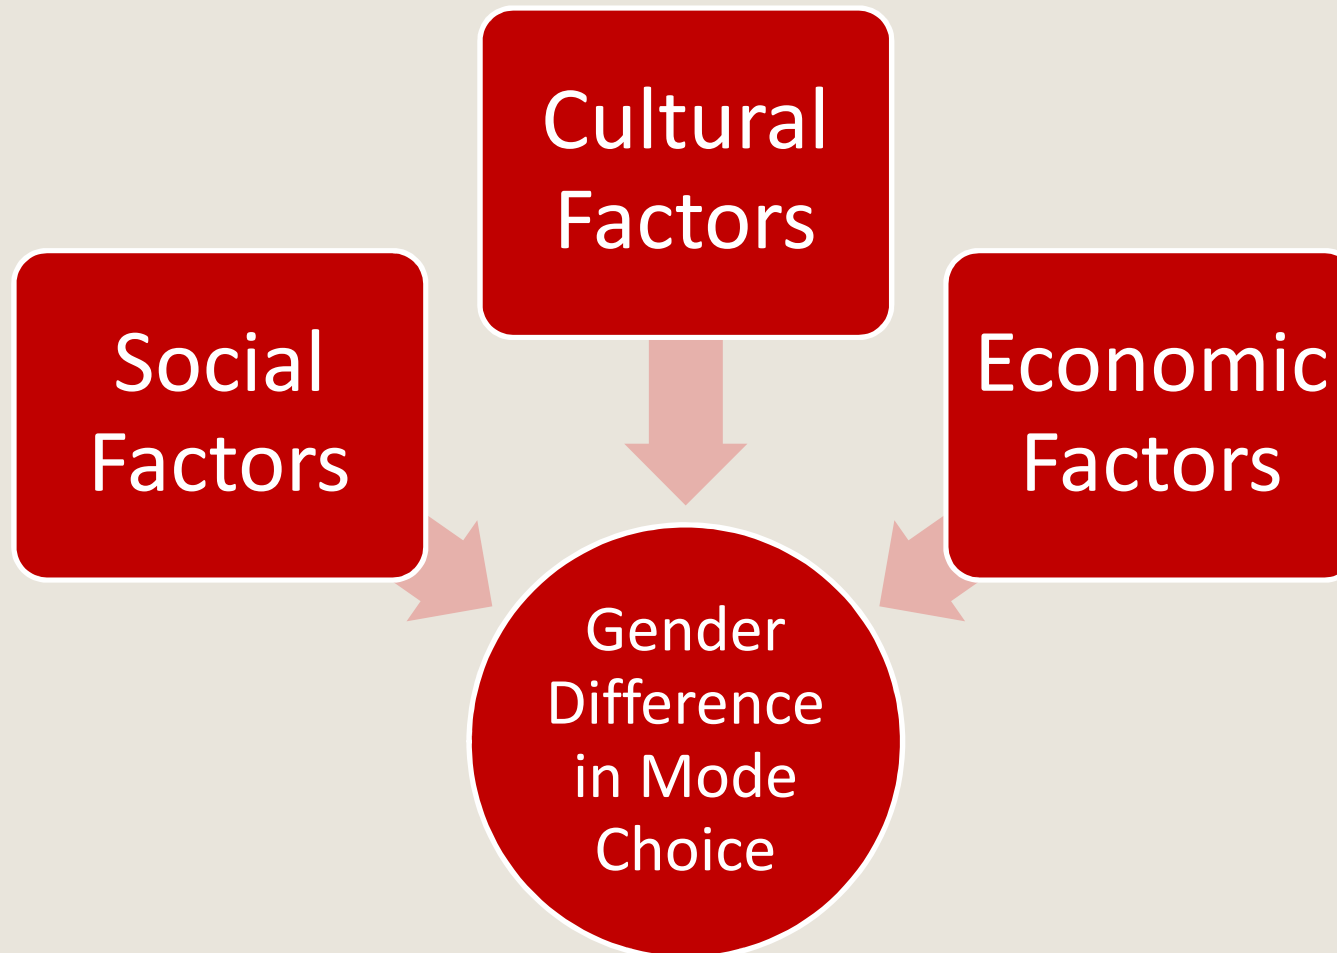 Cultural
Factors
Social
Factors
Economic
Factors
Gender
Difference
in Mode
Choice